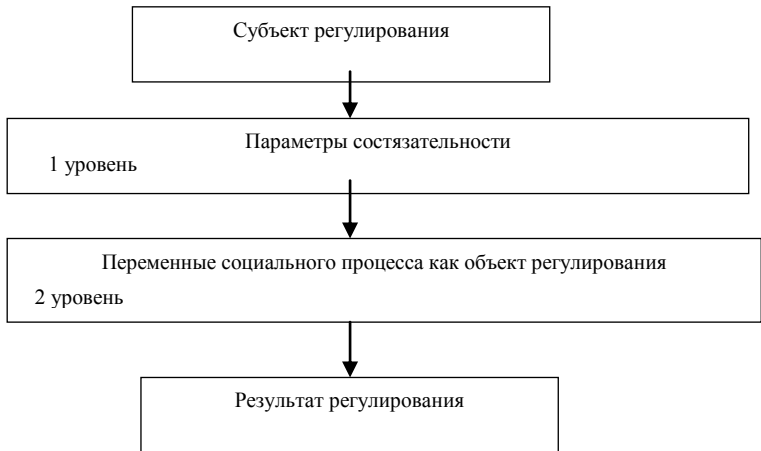 Субъект регулирования
Параметры состязательности
1 уровень
Переменные социального процесса как объект регулирования
2 уровень
Результат регулирования